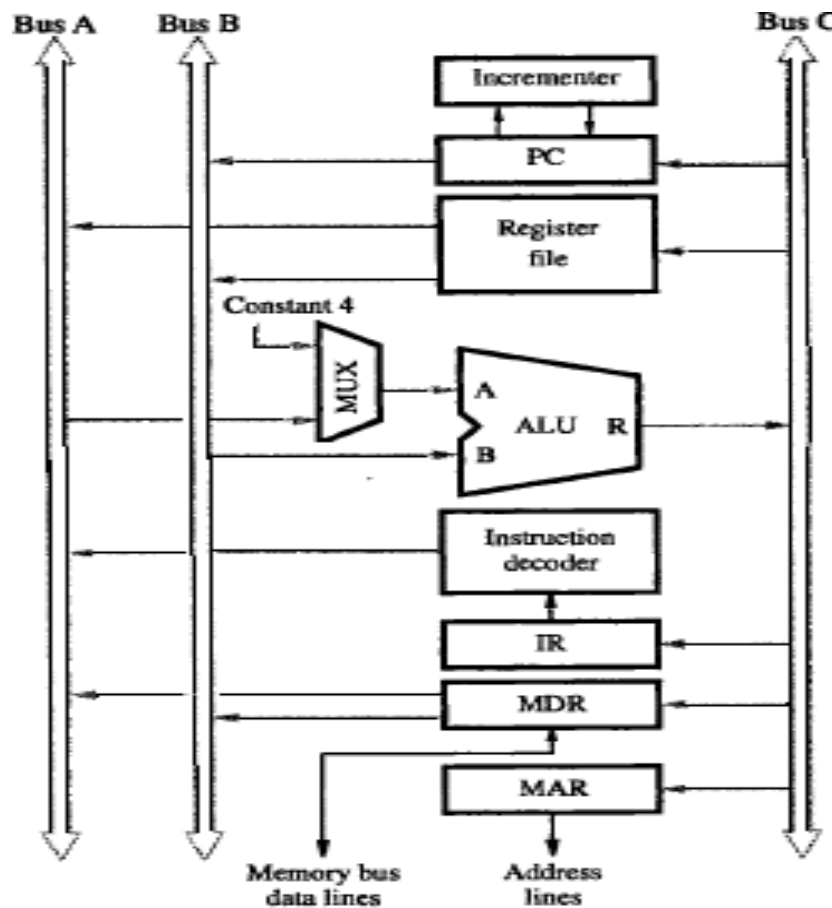 Bus A
Bus B
Bus C
Incrementer
PC
Register
file
Constant 4
MUX
A
ALU
R
B
Instruction
decoder
IR
MDR
MAR
Memory bus
data lines
Address
lines